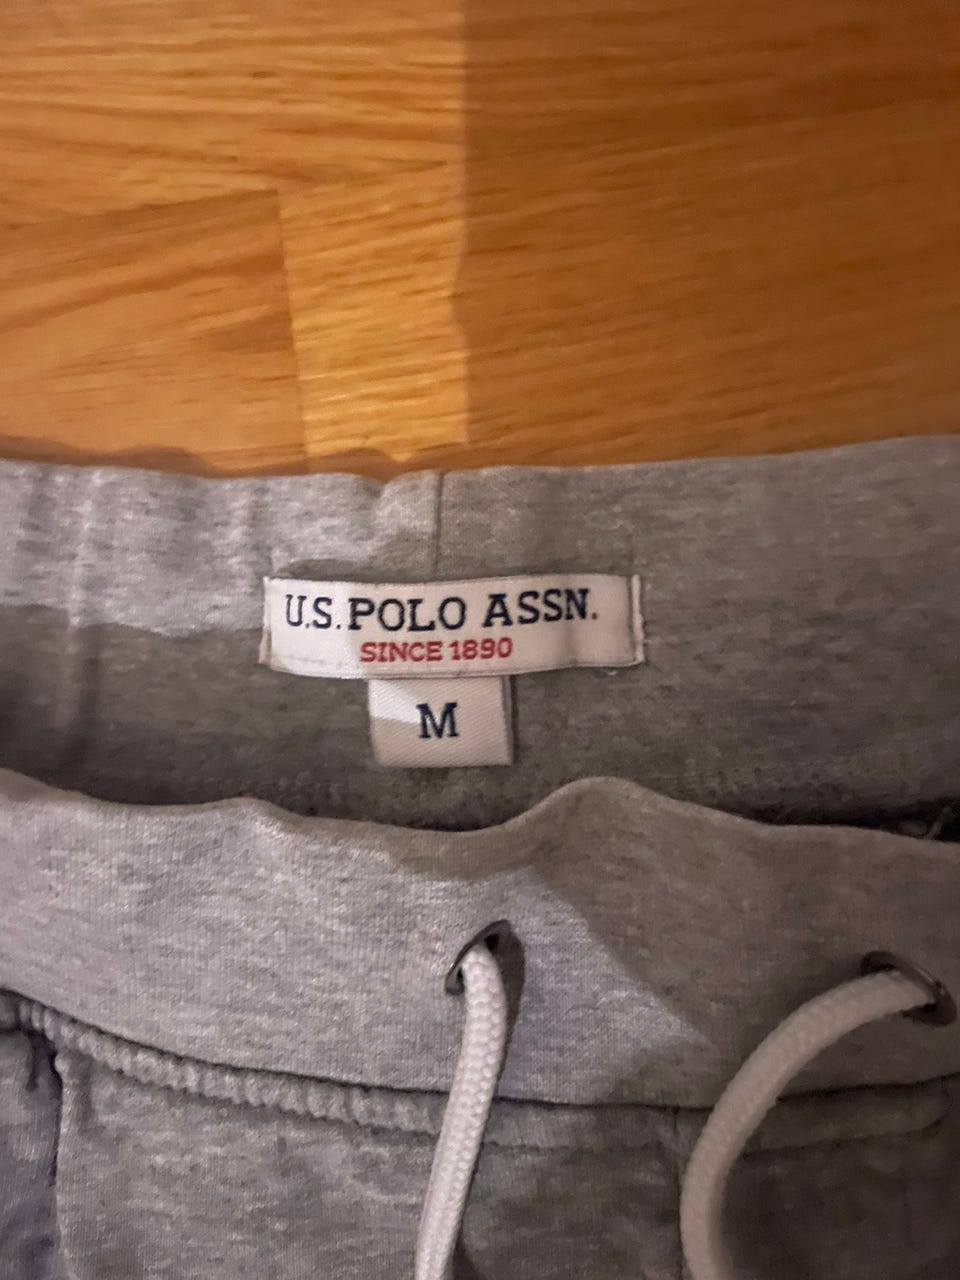 U.S. POLO ASSN.
SINCE 1890
M